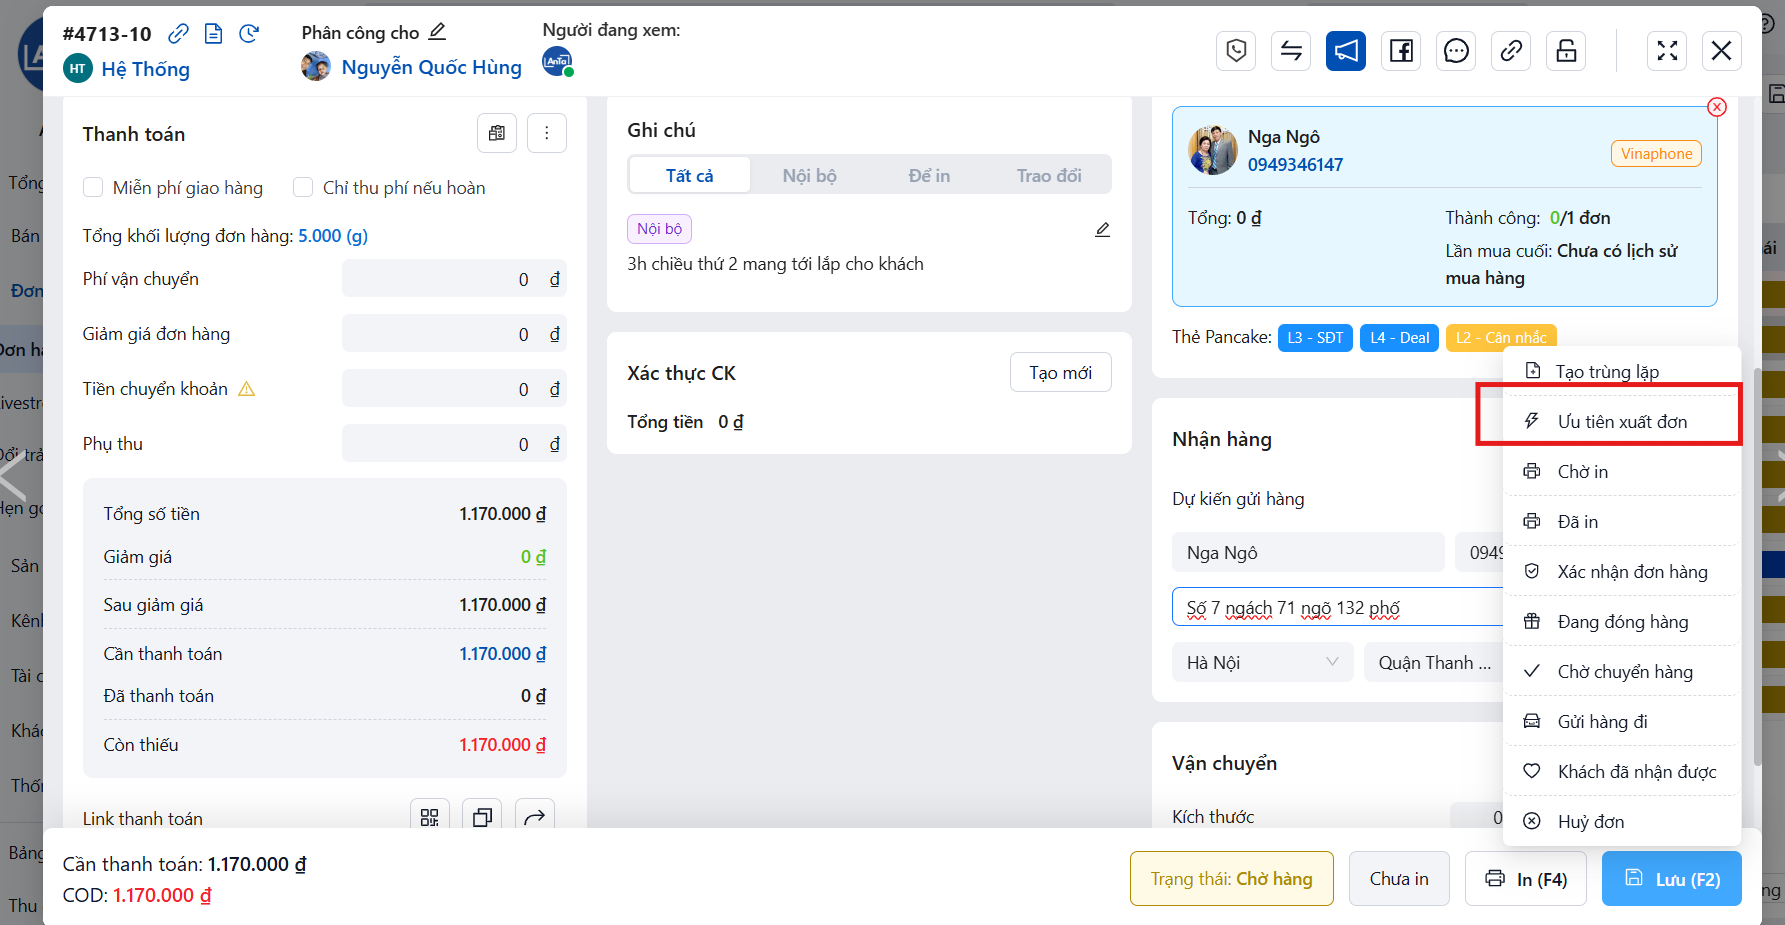 #4713-10
HT Hệ Thống
Phân công cho
Nguyễn Quốc Hùng
Người đang xem:
AnTa
Thanh toán
Miễn phí giao hàng
Chỉ thu phí nếu hoàn
Tổng khối lượng đơn hàng: 5.000 (g)
Phí vận chuyển 0 ₫
Giảm giá đơn hàng 0 ₫
Tiền chuyển khoản 0 ₫
Phụ thu 0 ₫
Tổng số tiền 1.170.000 ₫
Giảm giá 0 ₫
Sau giảm giá 1.170.000 ₫
Cần thanh toán 1.170.000 ₫
Đã thanh toán 0 ₫
Còn thiếu 1.170.000 ₫
Link thanh toán
Ghi chú
Tất cả Nội bộ Để in Trao đổi
Nội bộ
3h chiều thứ 2 mang tới lắp cho khách
Xác thực CK
Tạo mới
Tổng tiền 0 ₫
Nga Ngô
0949346147
Vinaphone
Tổng: 0 ₫
Thành công: 0/1 đơn
Lần mua cuối: Chưa có lịch sử
mua hàng
Thẻ Pancake: L3 - SĐT L4 - Deal L2 - Cân nhắc
Nhận hàng
Dự kiến gửi hàng
Nga Ngô
0949
Số 7 ngách 71 ngõ 132 phố
Hà Nội
Quận Thanh ...
Vận chuyển
Kích thước 0
Tạo trùng lặp
Ưu tiên xuất đơn
Chờ in
Đã in
Xác nhận đơn hàng
Đang đóng hàng
Chờ chuyển hàng
Gửi hàng đi
Khách đã nhận được
Huỷ đơn
Cần thanh toán: 1.170.000 ₫
COD: 1.170.000 ₫
Trạng thái: Chờ hàng
Chưa in
In (F4)
Lưu (F2)
Bán
Sản
Thu